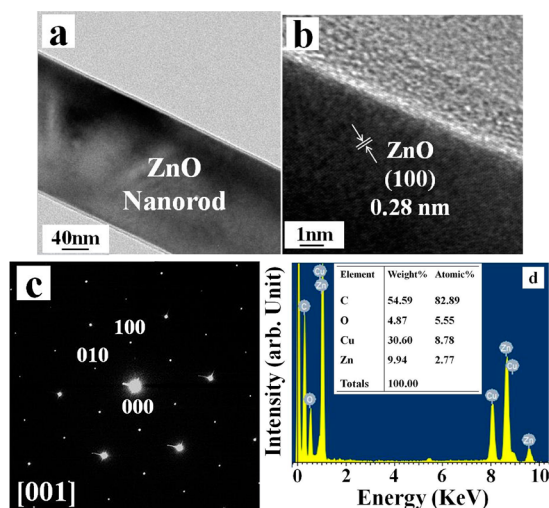 a
ZnO
Nanorod
40nm
b
ZnO
(100)
0.28 nm
1nm
c
100
010
000
[001]
d
Intensity (arb. Unit)
Element Weight% Atomic%
C 54.59 82.89
O 4.87 5.55
Cu 30.60 8.78
Zn 9.94 2.77
Totals 100.00
Cu
Zn
C
O
Zn
Cu
Cu
Zn
0 2 4 6 8 10
Energy (KeV)